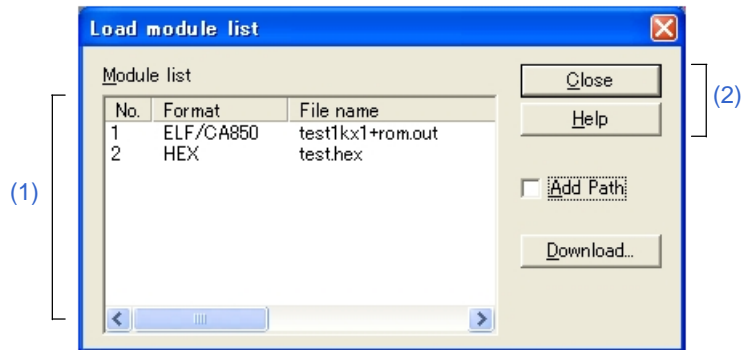 Load module list
Module list
No. Format File name
1 ELF/CA850 test1kx1+rom.out
2 HEX test.hex
Close
Help
Add Path
Download...
(1)
(2)